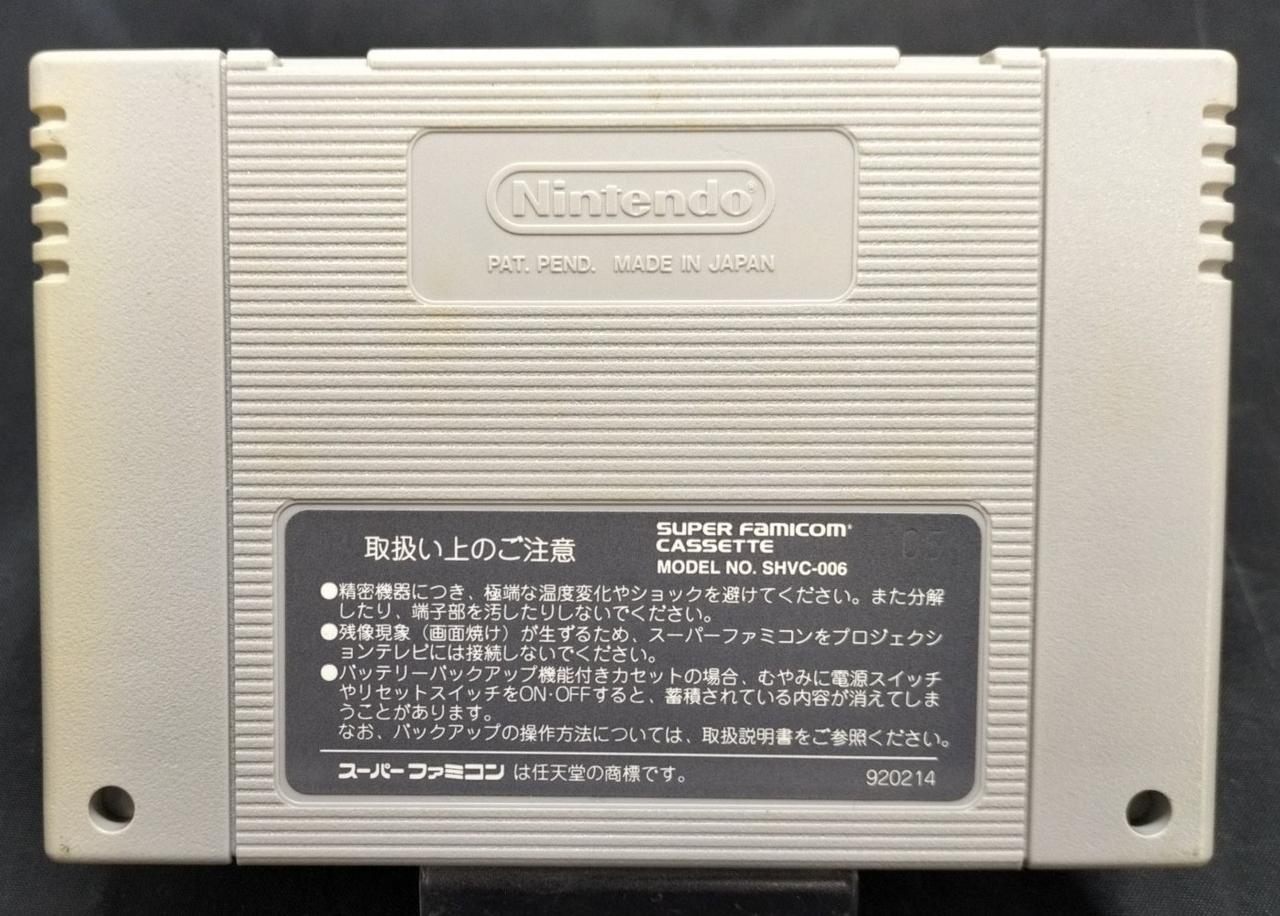 Nintendo®
PAT. PEND. MADE IN JAPAN
取扱い上のご注意
SUPER FAMICOM®
CASSETTE
MODEL NO. SHVC-006
●精密機器につき、極端な温度変化やショックを避けてください。また分解
したり、端子部を汚したりしないでください。
●残像現象（画面焼け）が生ずるため、スーパーファミコンをプロジェクシ
ョンテレビには接続しないでください。
●バッテリーバックアップ機能付きカセットの場合、むやみに電源スイッチ
やリセットスイッチをON·OFFすると、蓄積されている内容が消えてしま
うことがあります。
なお、バックアップの操作方法については、取扱説明書をご参照ください。
スーパーファミコン は任天堂の商標です。
920214